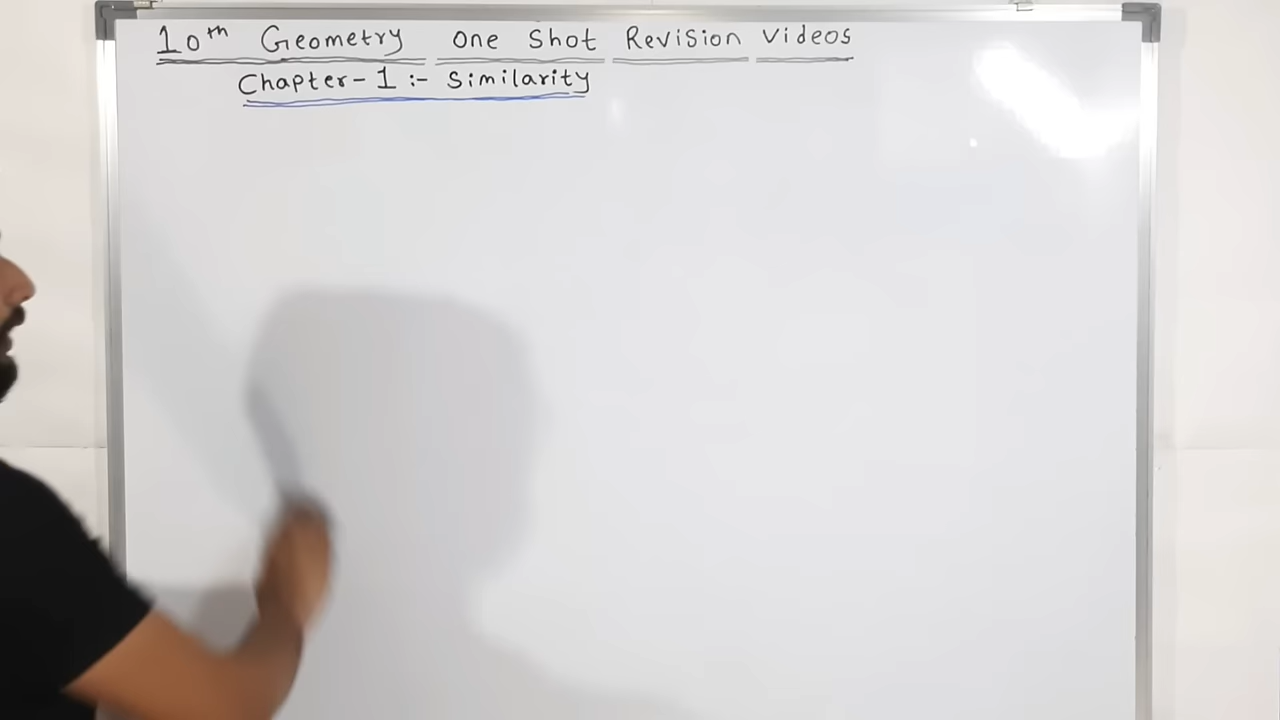 10th Geometry One Shot Revision Videos
Chapter-1 :- Similarity